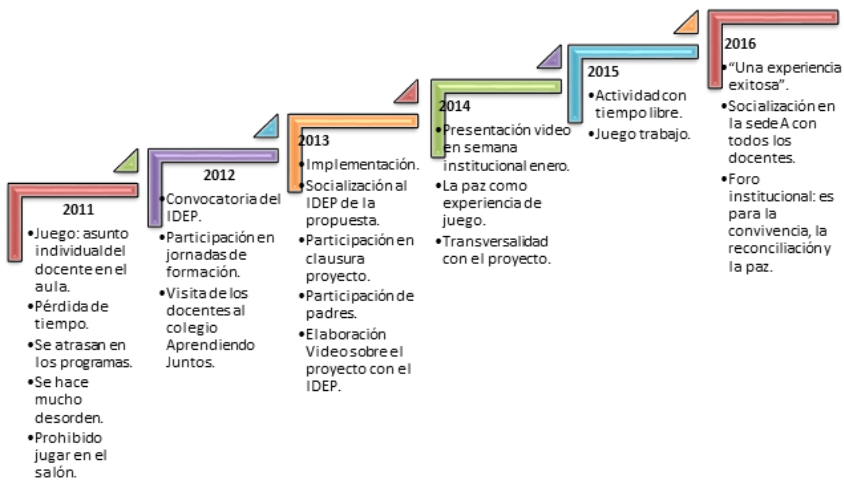 2011
•Juego: asunto
individual del
docente en el
aula.
•Pérdida de
tiempo.
•Se atrasan en
los programas.
•Se hace
mucho
desorden.
•Prohibido
jugar en el
salón.
2012
•Convocatoria del
IDEP.
•Participación en
jornadas de
formación.
•Visita de los
docentes al
colegio
Aprendiendo
Juntos.
2013
•Implementación.
•Socialización al
IDEP de la
propuesta.
•Participación en
clausura
proyecto.
•Participación de
padres.
•Elaboración
Video sobre el
proyecto con el
IDEP.
2014
•Presentación video
en semana
institucional enero.
•La paz como
experiencia de
juego.
•Transversalidad
con el proyecto.
2015
•Actividad con
tiempo libre.
•Juego trabajo.
2016
•“Una experiencia
exitosa”.
•Socialización en
la sede A con
todos los
docentes.
•Foro
institucional: es
para la
convivencia, la
reconciliación y
la paz.